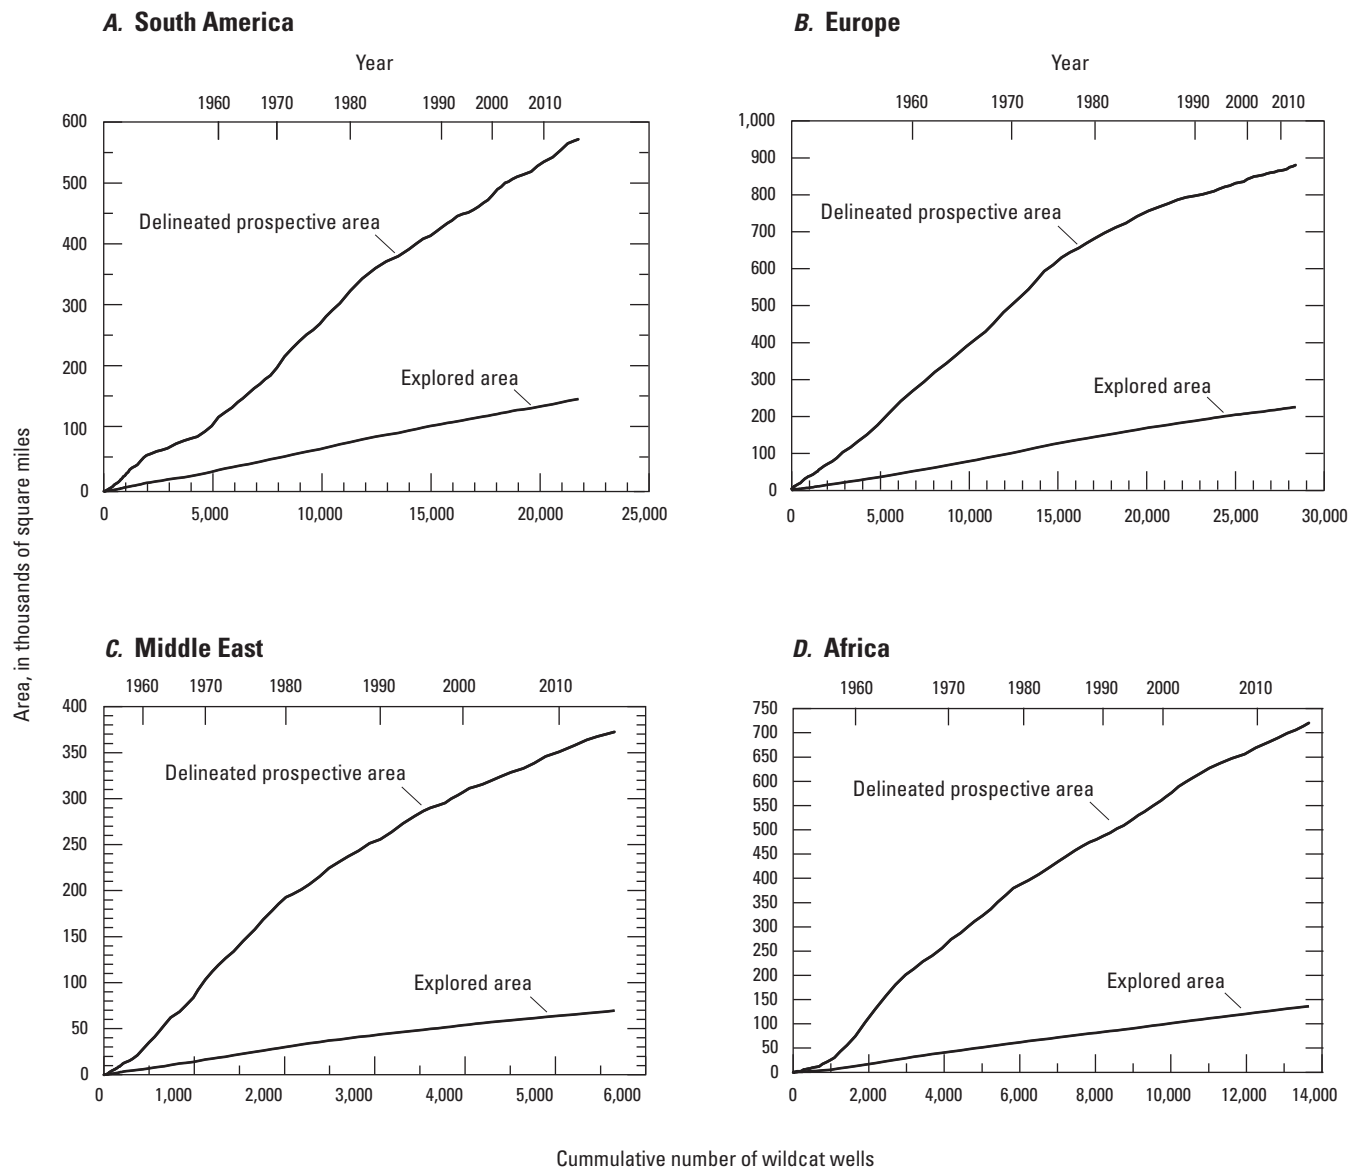 A. South America
Year
1960 1970 1980 1990 2000 2010
600
500
400
300
200
100
0
Delineated prospective area
Explored area
0 5,000 10,000 15,000 20,000 25,000
B. Europe
Year
1960 1970 1980 1990 2000 2010
1,000
900
800
700
600
500
400
300
200
100
0
Delineated prospective area
Explored area
0 5,000 10,000 15,000 20,000 25,000 30,000
Area, in thousands of square miles
C. Middle East
1960 1970 1980 1990 2000 2010
400
350
300
250
200
150
100
50
0
Delineated prospective area
Explored area
0 1,000 2,000 3,000 4,000 5,000 6,000
D. Africa
1960 1970 1980 1990 2000 2010
750
700
650
600
550
500
450
400
350
300
250
200
150
100
50
0
Delineated prospective area
Explored area
0 2,000 4,000 6,000 8,000 10,000 12,000 14,000
Cummulative number of wildcat wells